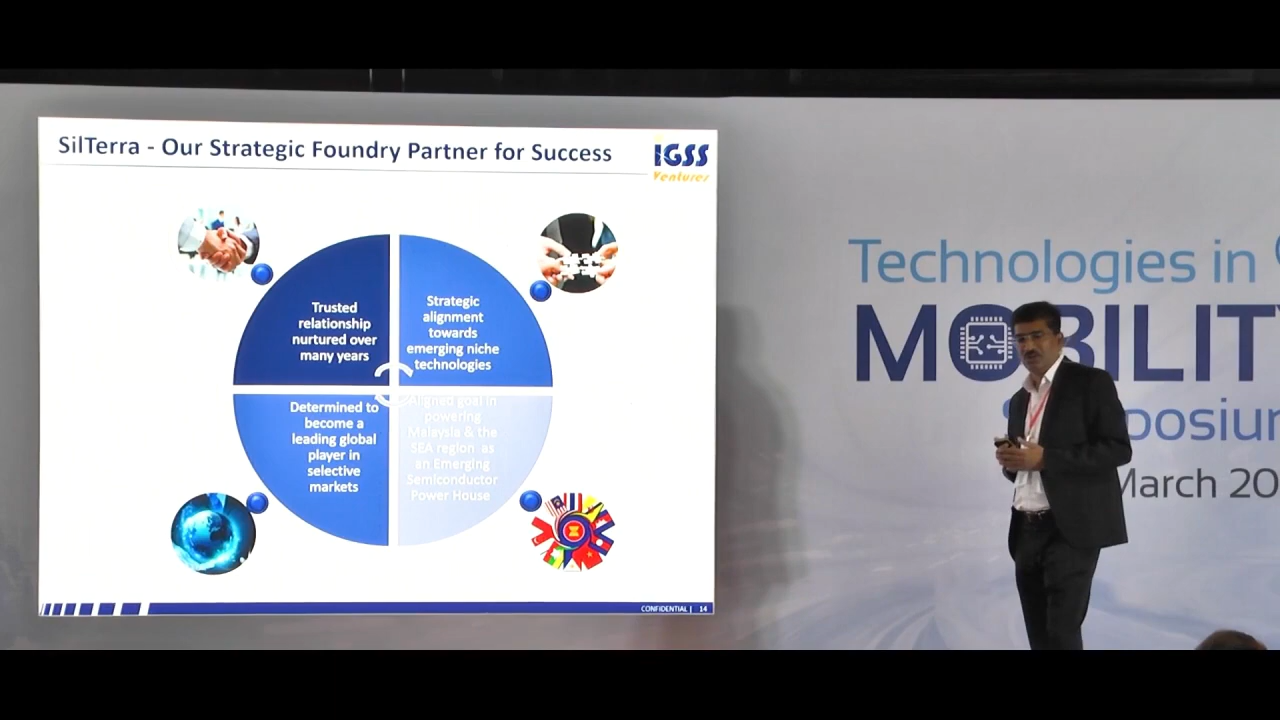 SilTerra - Our Strategic Foundry Partner for Success
IGSS
Ventures
Trusted
relationship
nurtured over
many years
Strategic
alignment
towards
emerging niche
technologies
Determined to
become a
leading global
player in
selective
markets
Aligned goal in
powering
Malaysia & the
SEA region as
an Emerging
Semiconductor
Power House
CONFIDENTIAL | 14
Technologies in
MOBILITY
March 20